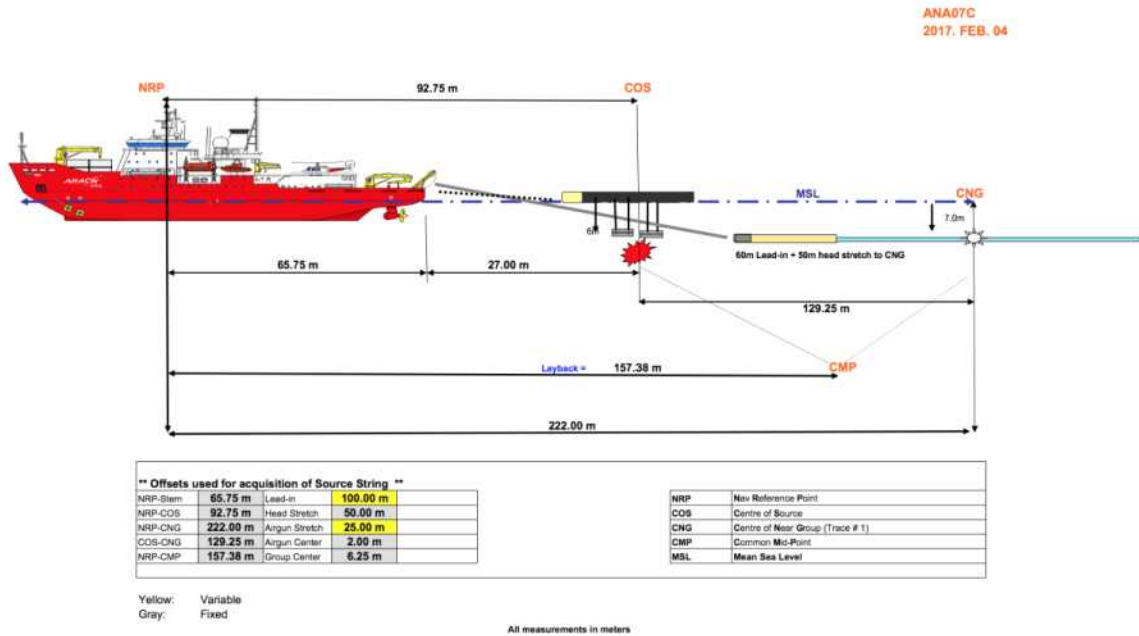 ANA07C
2017. FEB. 04
NRP
92.75 m
COS
ARAON
MSL
CNG
6m
7.0m
60m Lead-in + 50m head stretch to CNG
65.75 m
27.00 m
129.25 m
Layback = 157.38 m
CMP
222.00 m
** Offsets used for acquisition of Source String **
NRP-Stern 65.75 m Lead-in 100.00 m
NRP-COS 92.75 m Head Stretch 50.00 m
NRP-CNG 222.00 m Airgun Stretch 25.00 m
COS-CNG 129.25 m Airgun Center 2.00 m
NRP-CMP 157.38 m Group Center 6.25 m
NRP Nav Reference Point
COS Centre of Source
CNG Centre of Near Group (Trace # 1)
CMP Common Mid-Point
MSL Mean Sea Level
Yellow: Variable
Gray: Fixed
All measurements in meters